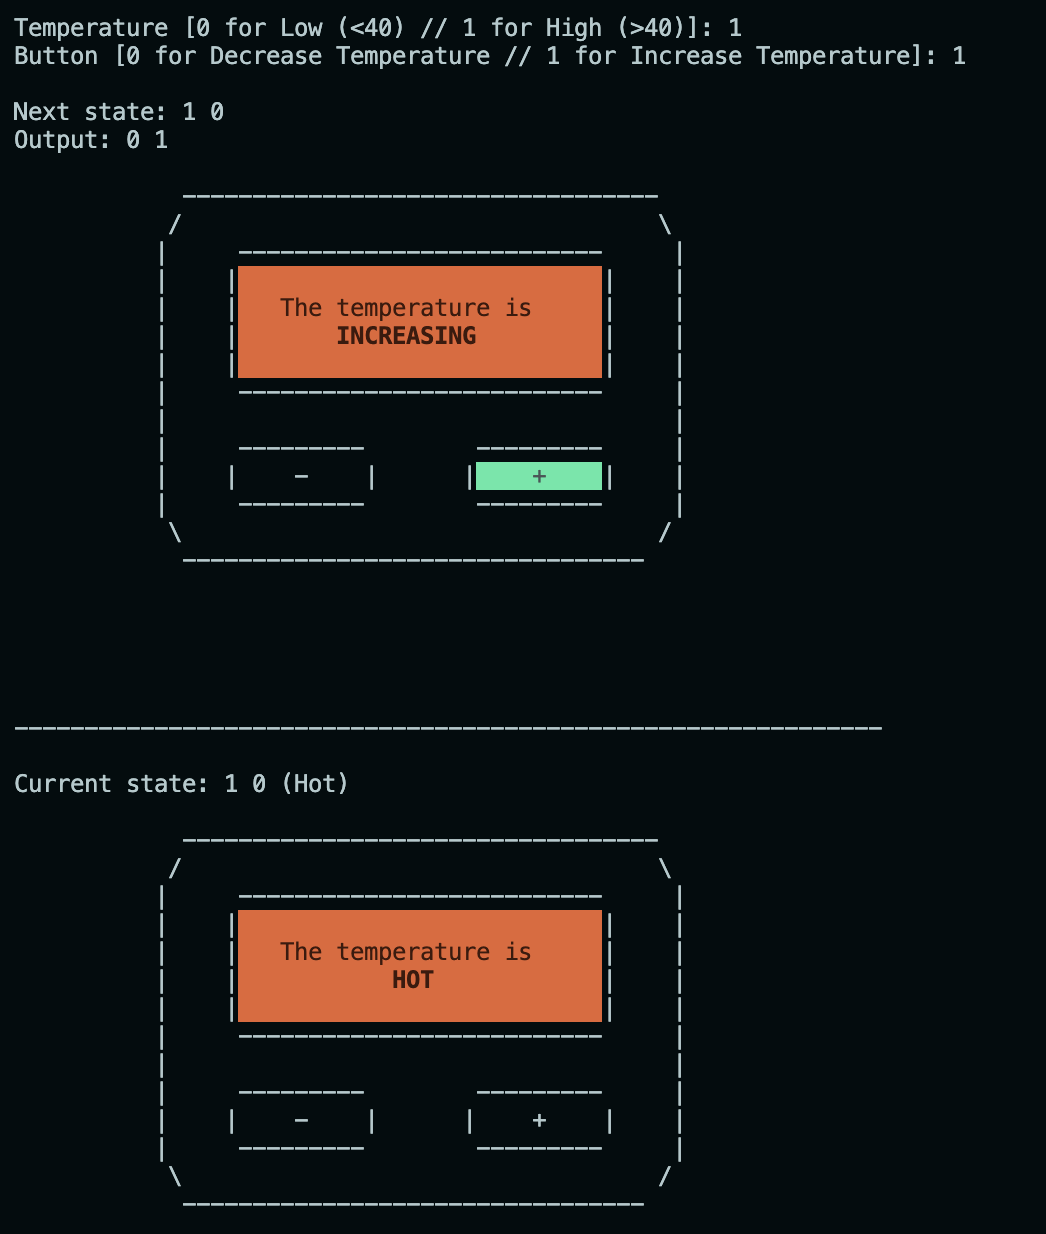 Temperature [0 for Low (<40) // 1 for High (>40)]: 1
Button [0 for Decrease Temperature // 1 for Increase Temperature]: 1
Next state: 1 0
Output: 0 1
The temperature is
INCREASING
- +
Current state: 1 0 (Hot)
The temperature is
HOT
- +